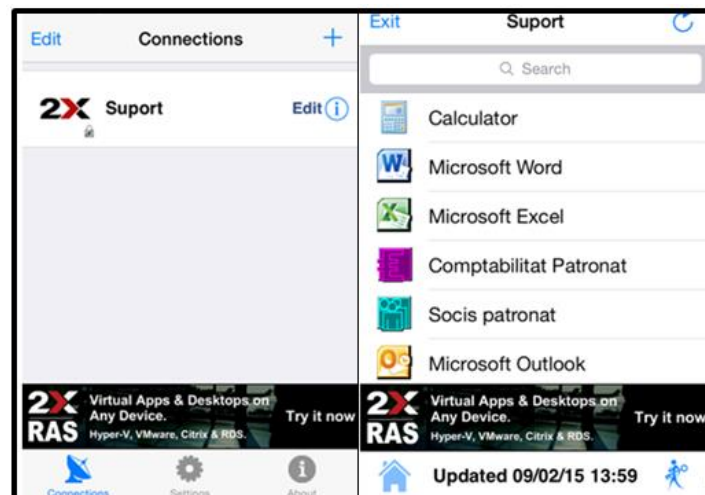 Edit Connections +
2X Suport Edit
2X RAS
Virtual Apps & Desktops on
Any Device.
Hyper-V, VMware, Citrix & RDS.
Try it now
Connections Settings About
Exit Suport
Search
Calculator
Microsoft Word
Microsoft Excel
Comptabilitat Patronat
Socis patronat
Microsoft Outlook
2X RAS
Virtual Apps & Desktops on
Any Device.
Hyper-V, VMware, Citrix & RDS.
Try it now
Updated 09/02/15 13:59